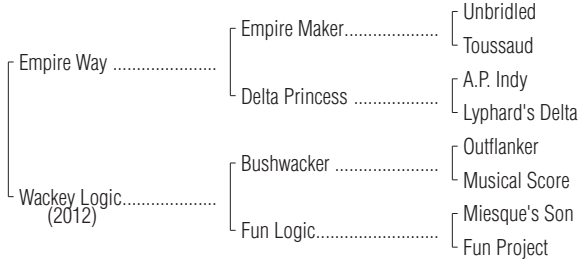 Unbridled
Empire Maker.....................
Toussaud
Empire Way ......................
A.P. Indy
Delta Princess ...................
Lyphard's Delta
Outflanker
Bushwacker .......................
Musical Score
Wackey Logic....................
(2012)
Miesque's Son
Fun Logic...........................
Fun Project